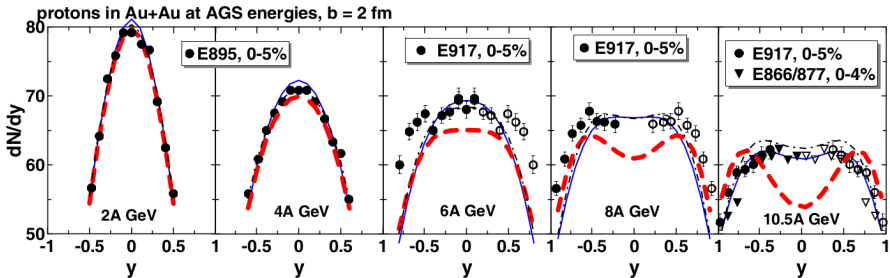 protons in Au+Au at AGS energies, b = 2 fm
dN/dy
80
70
60
50
E895, 0-5%
E917, 0-5%
E917, 0-5%
E917, 0-5%
E866/877, 0-4%
2A GeV
4A GeV
6A GeV
8A GeV
10.5A GeV
-1 -0.5 0 0.5 1
-0.5 0 0.5 1
-0.5 0 0.5
-0.5 0 0.5
-1 -0.5 0 0.5 1
y y y y y